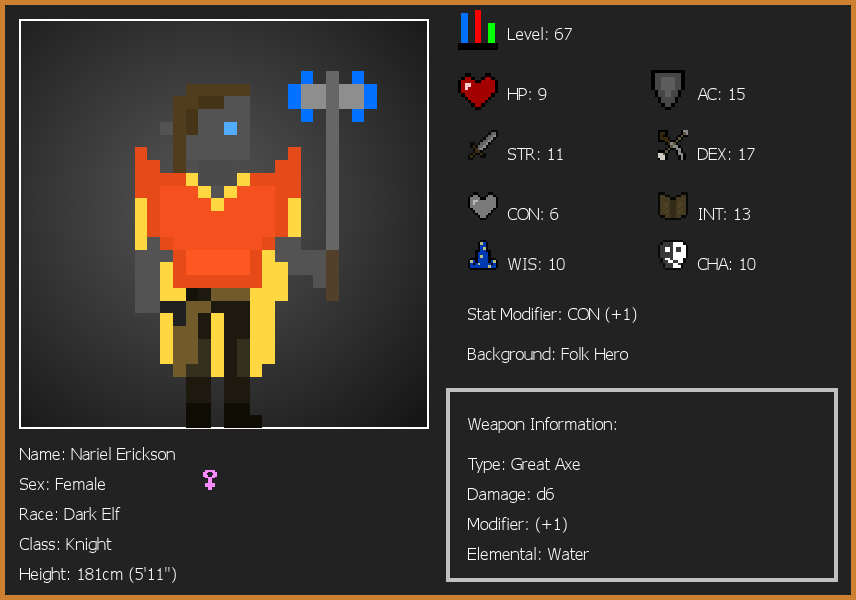 Level: 67
HP: 9
AC: 15
STR: 11
DEX: 17
CON: 6
INT: 13
WIS: 10
CHA: 10
Stat Modifier: CON (+1)
Background: Folk Hero
Weapon Information:
Type: Great Axe
Damage: d6
Modifier: (+1)
Elemental: Water
Name: Nariel Erickson
Sex: Female
Race: Dark Elf
Class: Knight
Height: 181cm (5'11")